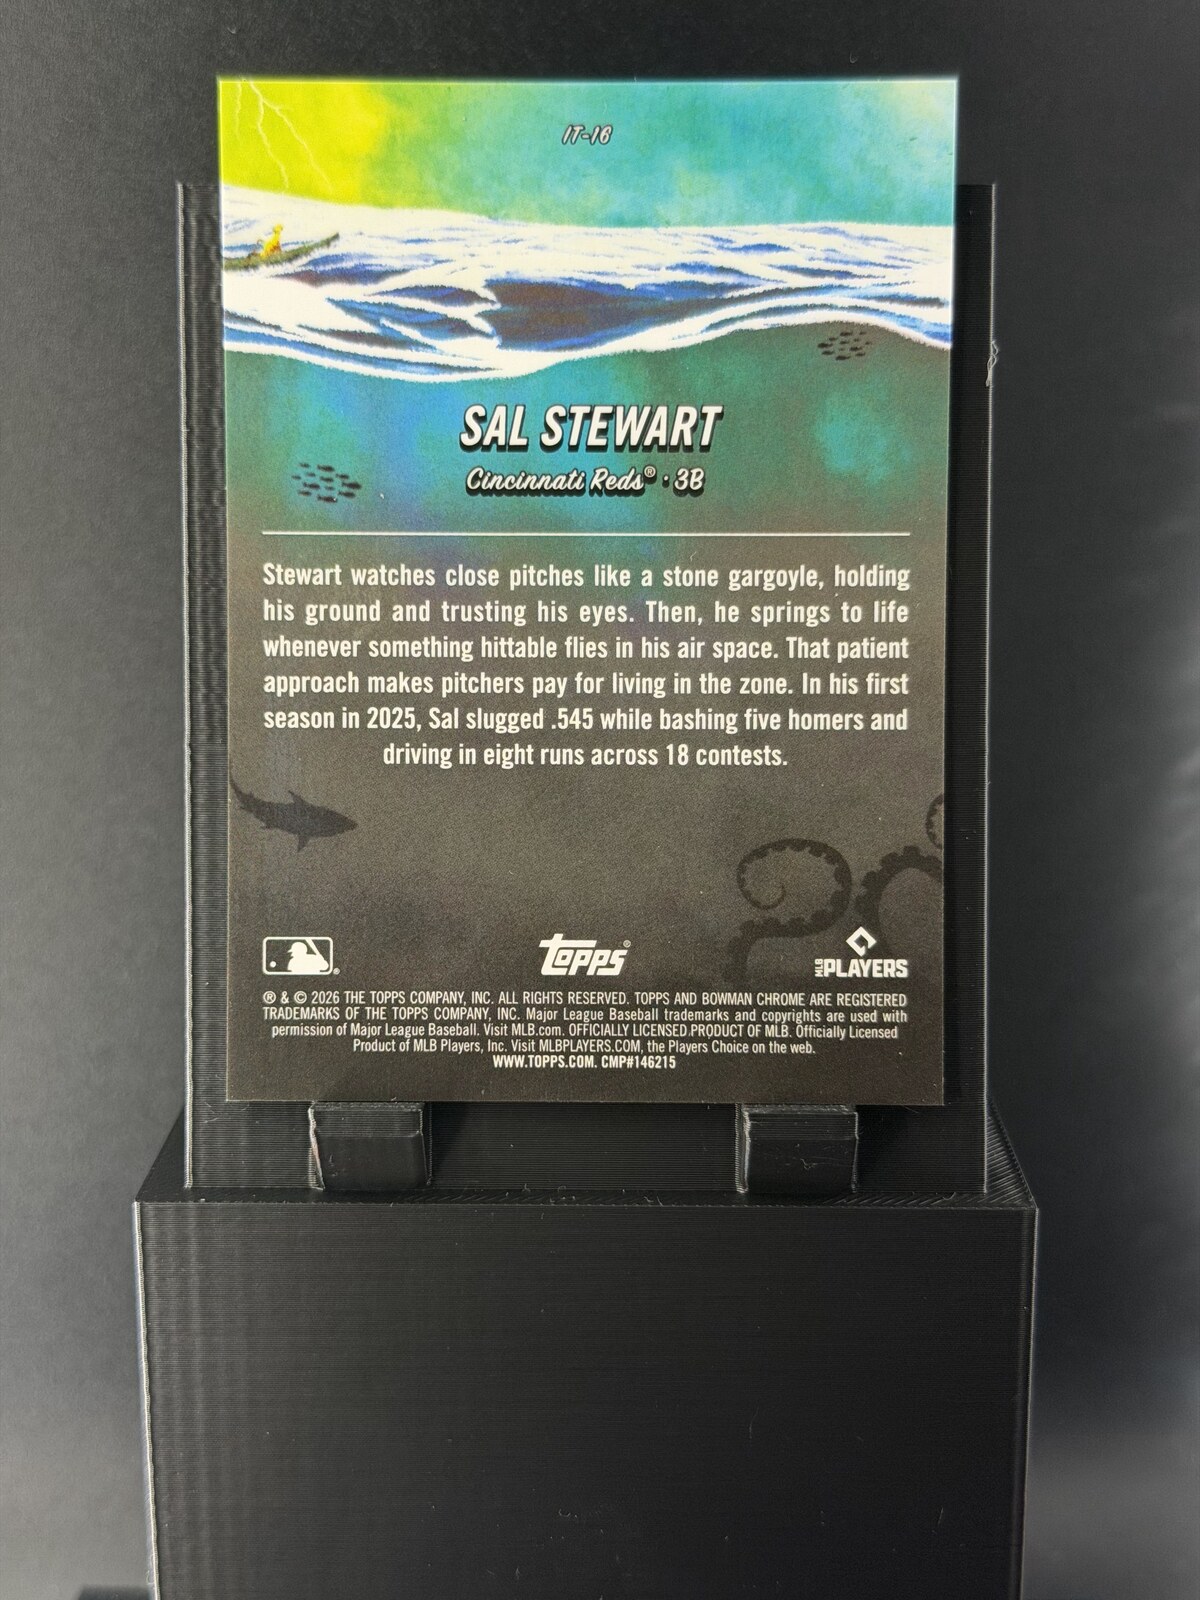 IT-16
SAL STEWART
Cincinnati Reds® • 3B
Stewart watches close pitches like a stone gargoyle, holding
his ground and trusting his eyes. Then, he springs to life
whenever something hittable flies in his air space. That patient
approach makes pitchers pay for living in the zone. In his first
season in 2025, Sal slugged .545 while bashing five homers and
driving in eight runs across 18 contests.
topps®
MLB PLAYERS
® & © 2026 THE TOPPS COMPANY, INC. ALL RIGHTS RESERVED. TOPPS AND BOWMAN CHROME ARE REGISTERED
TRADEMARKS OF THE TOPPS COMPANY, INC. Major League Baseball trademarks and copyrights are used with
permission of Major League Baseball. Visit MLB.com. OFFICIALLY LICENSED PRODUCT OF MLB. Officially Licensed
Product of MLB Players, Inc. Visit MLBPLAYERS.COM, the Players Choice on the web.
WWW.TOPPS.COM. CMP#146215